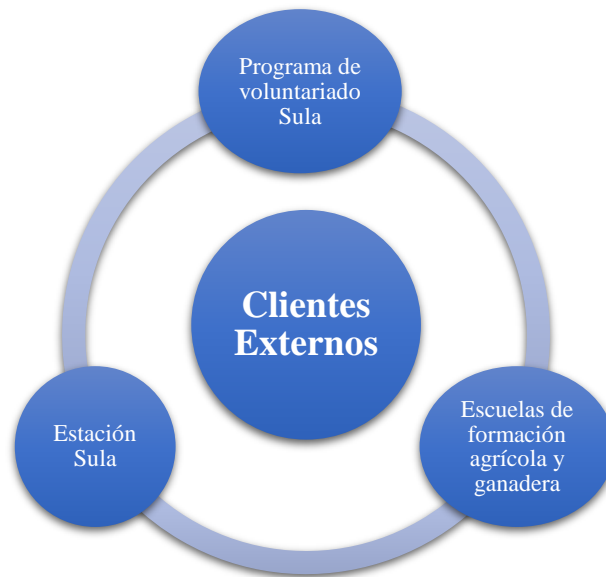 Programa de
voluntariado
Sula
Clientes
Externos
Estación
Sula
Escuelas de
formación
agrícola y
ganadera